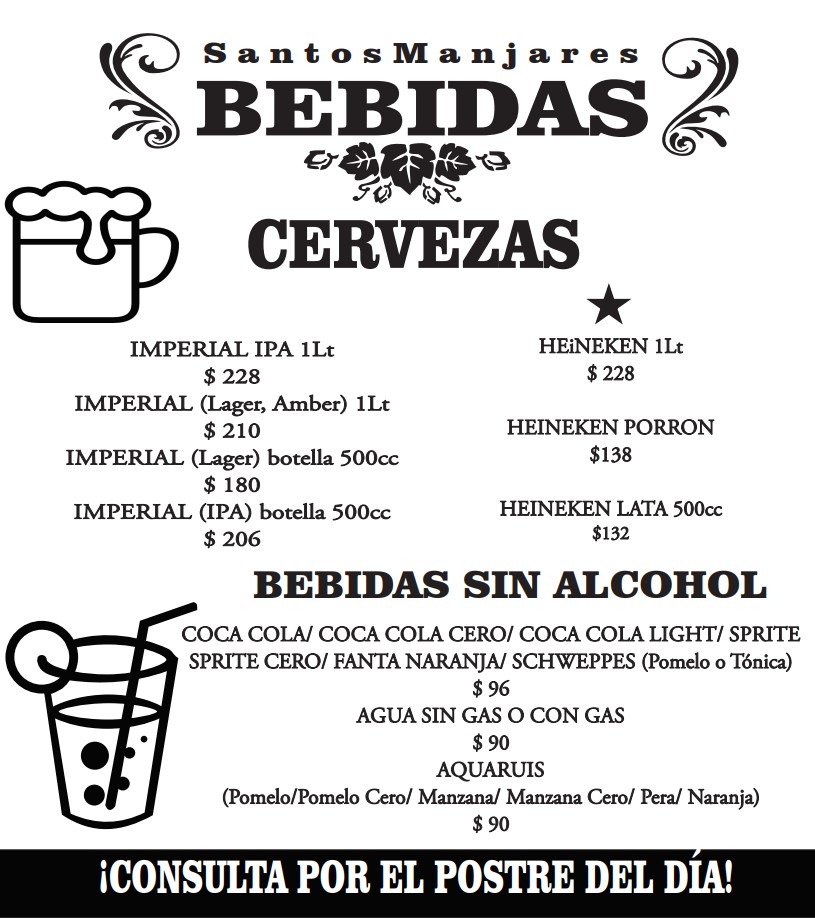 SantosManjares
BEBIDAS
CERVEZAS
IMPERIAL IPA 1Lt
$ 228
IMPERIAL (Lager, Amber) 1Lt
$ 210
IMPERIAL (Lager) botella 500cc
$ 180
IMPERIAL (IPA) botella 500cc
$ 206
HEiNEKEN 1Lt
$ 228
HEINEKEN PORRON
$138
HEINEKEN LATA 500cc
$132
BEBIDAS SIN ALCOHOL
COCA COLA/ COCA COLA CERO/ COCA COLA LIGHT/ SPRITE
SPRITE CERO/ FANTA NARANJA/ SCHWEPPES (Pomelo o Tónica)
$ 96
AGUA SIN GAS O CON GAS
$ 90
AQUARUIS
(Pomelo/Pomelo Cero/ Manzana/ Manzana Cero/ Pera/ Naranja)
$ 90
¡CONSULTA POR EL POSTRE DEL DÍA!